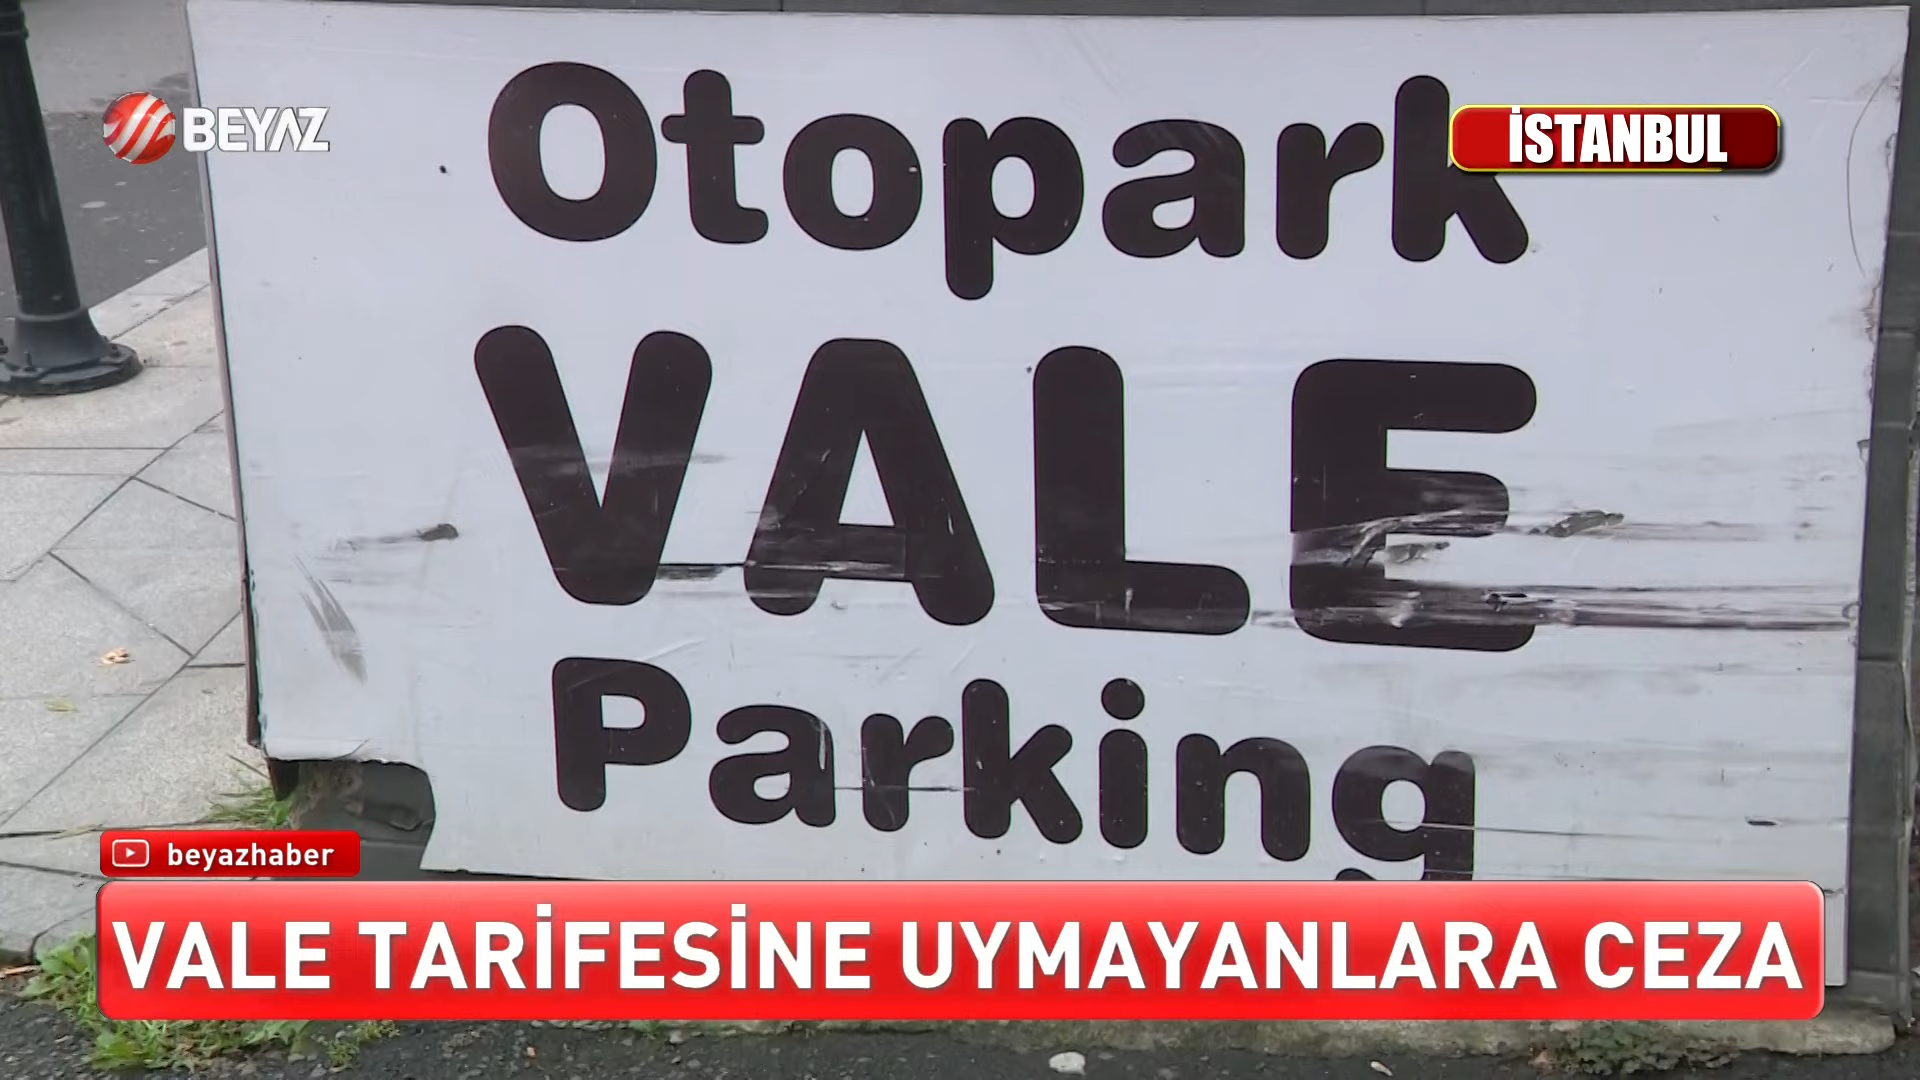 Otopark
BEYAZ
İSTANBUL
VALE
Parking
beyazhaber
VALE TARİFESİNE UYMAYANLARA CEZA